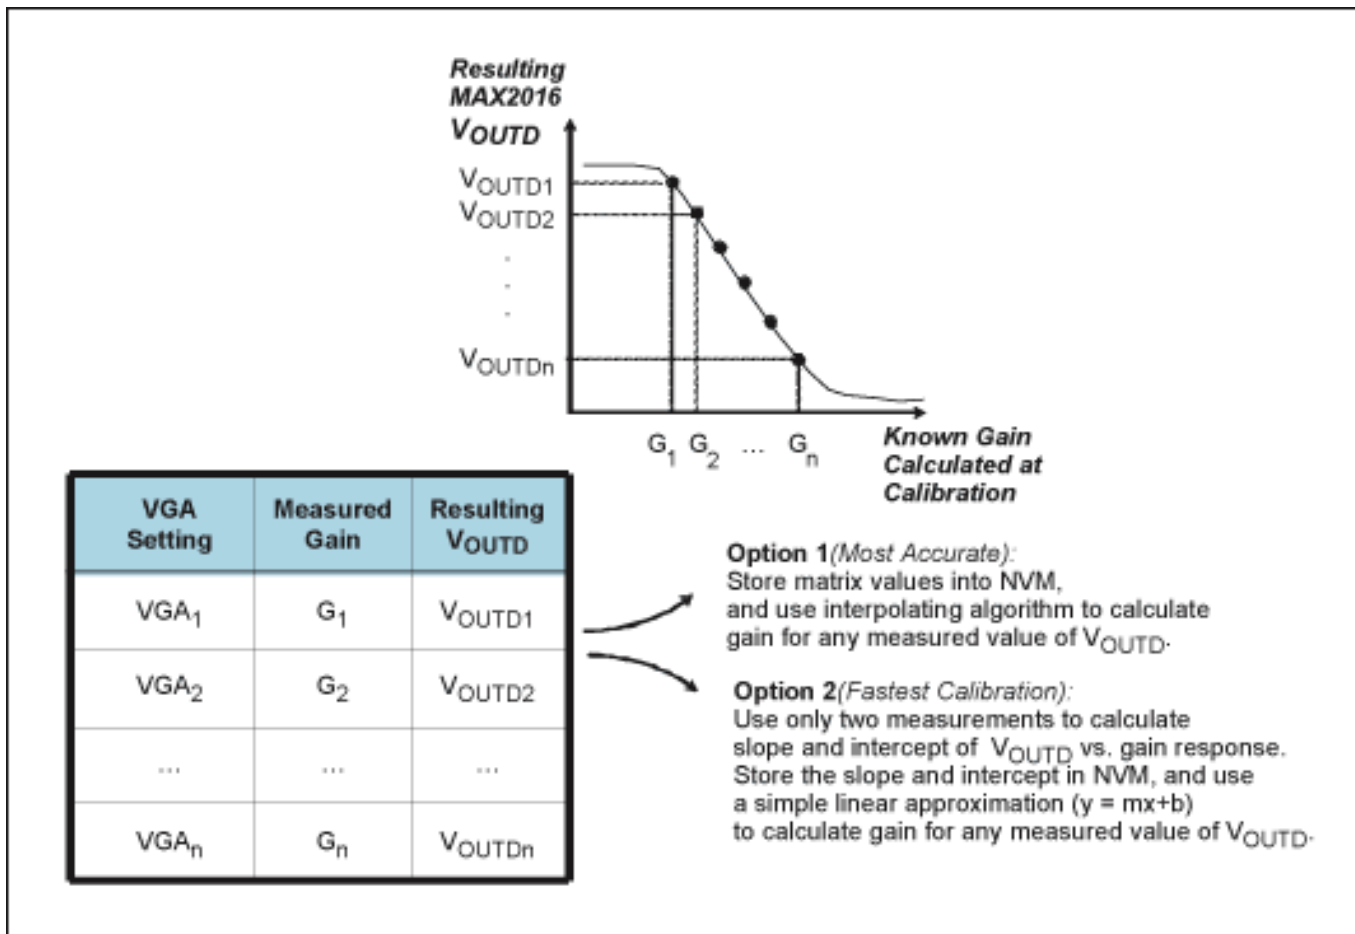 Resulting
MAX2016
VOUTD
VOUTD1
VOUTD2
.
.
.
VOUTDn
G1 G2 ... Gn
Known Gain
Calculated at
Calibration
VGA Setting Measured Gain Resulting VOUTD
VGA1 G1 VOUTD1
VGA2 G2 VOUTD2
... ... ...
VGAn Gn VOUTDn
Option 1(Most Accurate):
Store matrix values into NVM,
and use interpolating algorithm to calculate
gain for any measured value of VOUTD.
Option 2(Fastest Calibration):
Use only two measurements to calculate
slope and intercept of VOUTD vs. gain response.
Store the slope and intercept in NVM, and use
a simple linear approximation (y = mx+b)
to calculate gain for any measured value of VOUTD.